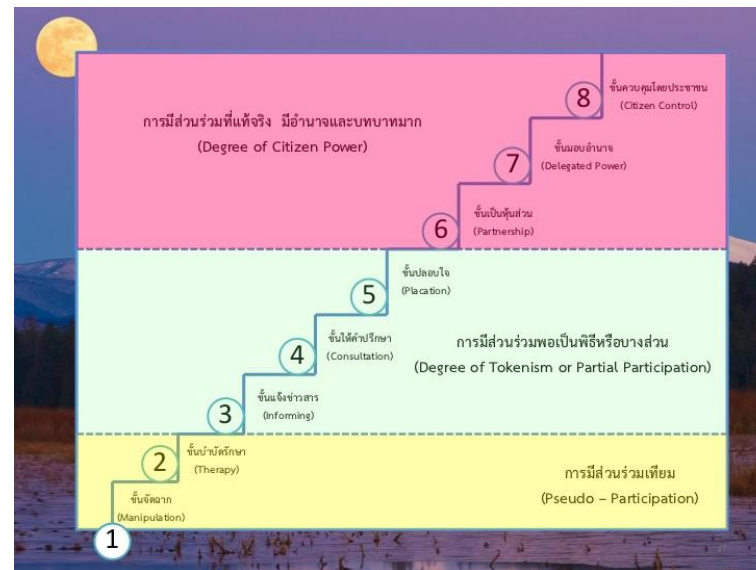 8
ขั้นควบคุมโดยประชาชน
(Citizen Control)
การมีส่วนร่วมที่แท้จริง มีอำนาจและบทบาทมาก
(Degree of Citizen Power)
7
ขั้นมอบอำนาจ
(Delegated Power)
6
ขั้นเป็นหุ้นส่วน
(Partnership)
5
ขั้นปลอบใจ
(Placation)
4
ขั้นให้คำปรึกษา
(Consultation)
การมีส่วนร่วมพอเป็นพิธีหรือบางส่วน
(Degree of Tokenism or Partial Participation)
3
ขั้นแจ้งข่าวสาร
(Informing)
2
ขั้นบำบัดรักษา
(Therapy)
การมีส่วนร่วมเทียม
(Pseudo – Participation)
1
ขั้นจัดฉาก
(Manipulation)